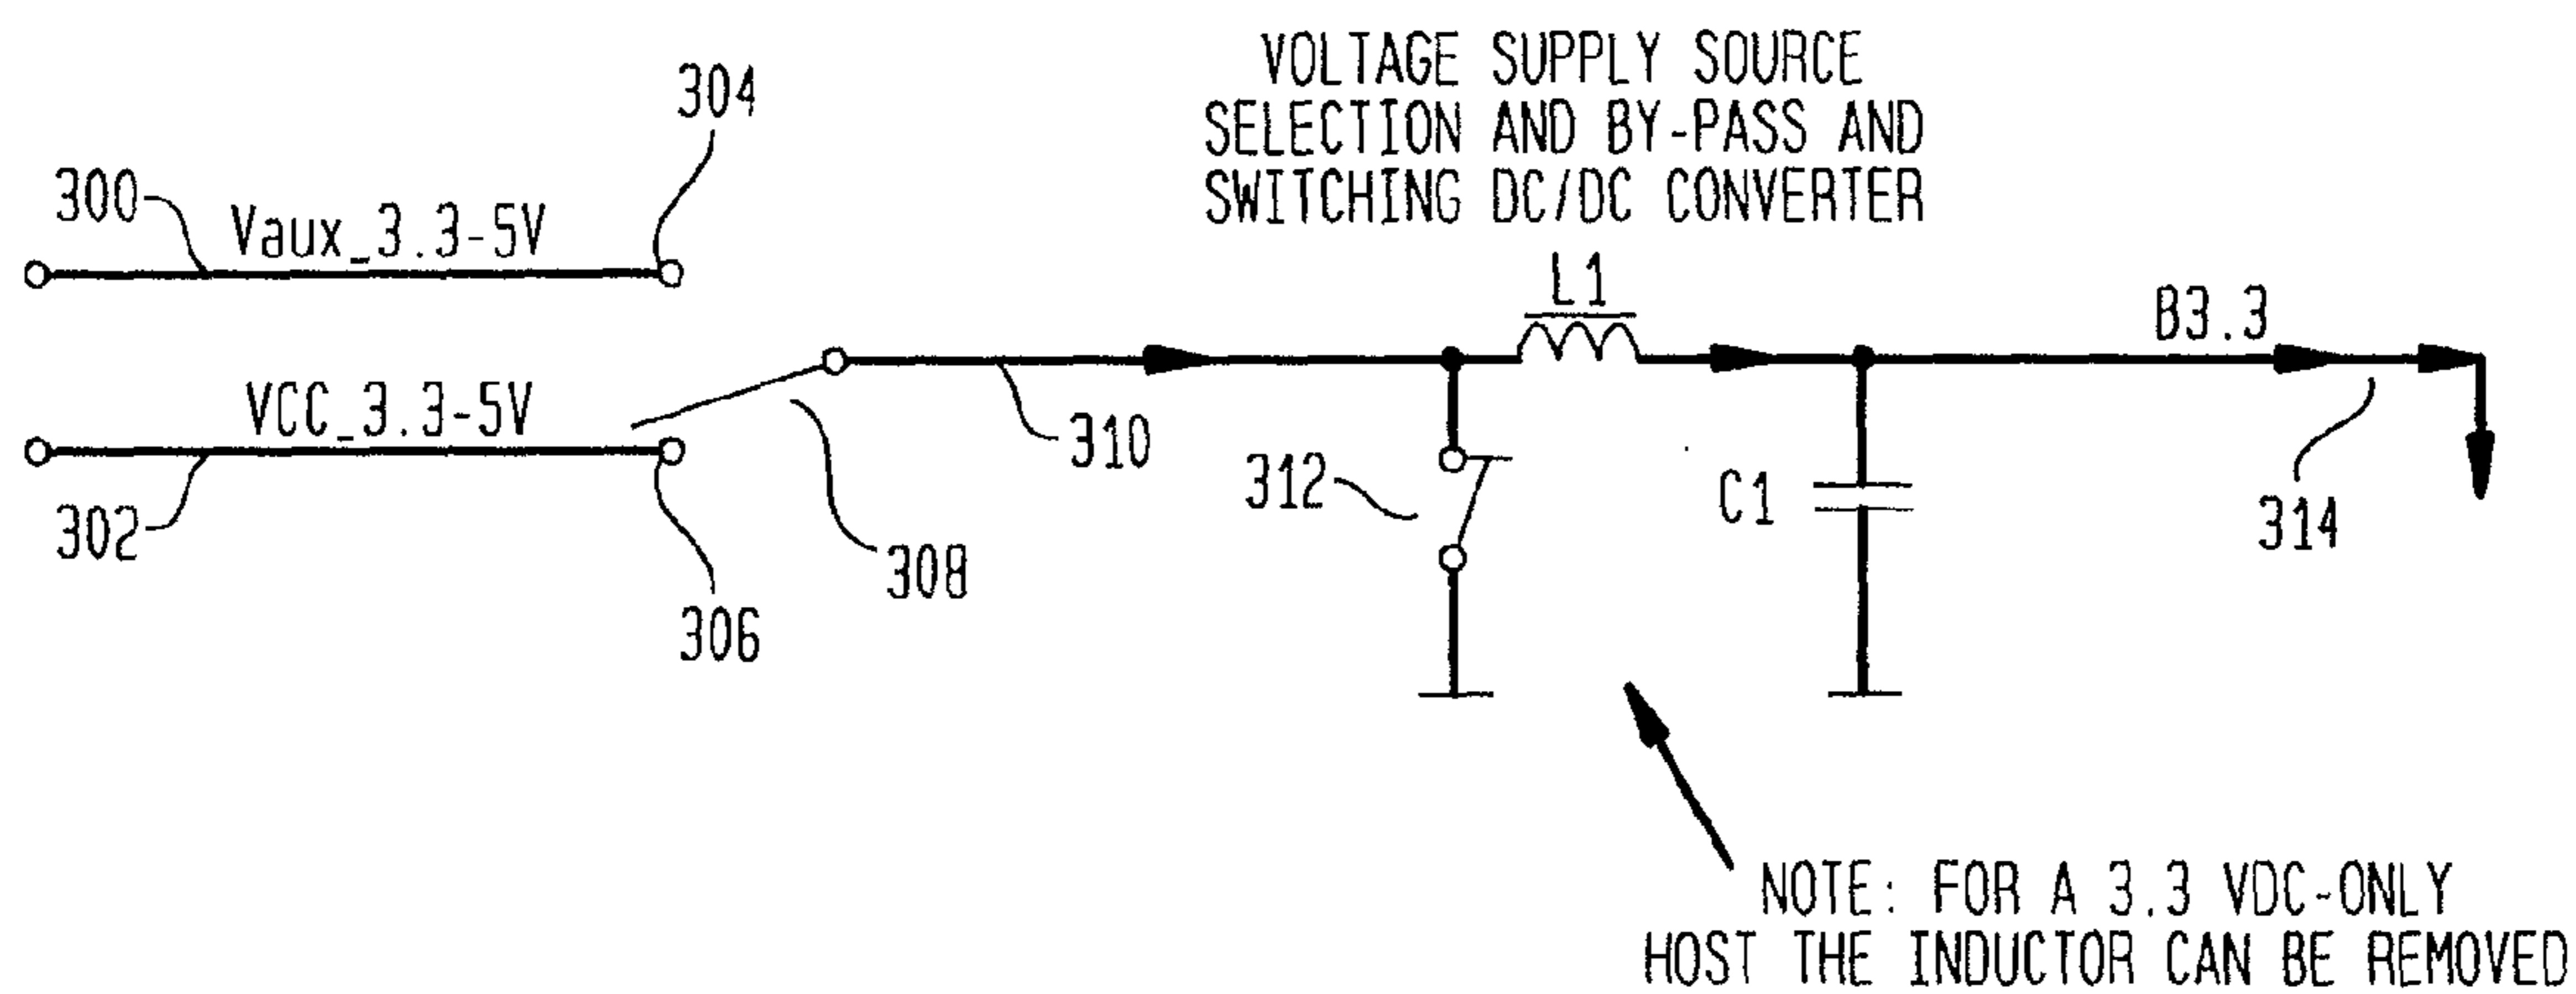 VOLTAGE SUPPLY SOURCE
SELECTION AND BY-PASS AND
SWITCHING DC/DC CONVERTER
304
300
Vaux_3.3-5V
L1
B3.3
VCC_3.3-5V
310
312
C1
314
302
308
306
NOTE: FOR A 3.3 VDC-ONLY
HOST THE INDUCTOR CAN BE REMOVED